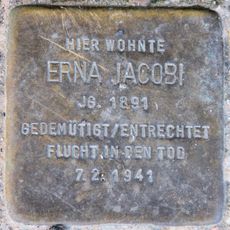 HIER WOHNTE
ERNA JACOBI
JG. 1891
GEDEMÜTIGT/ENTRECHTET
FLUCHT IN DEN TOD
7.2.1941